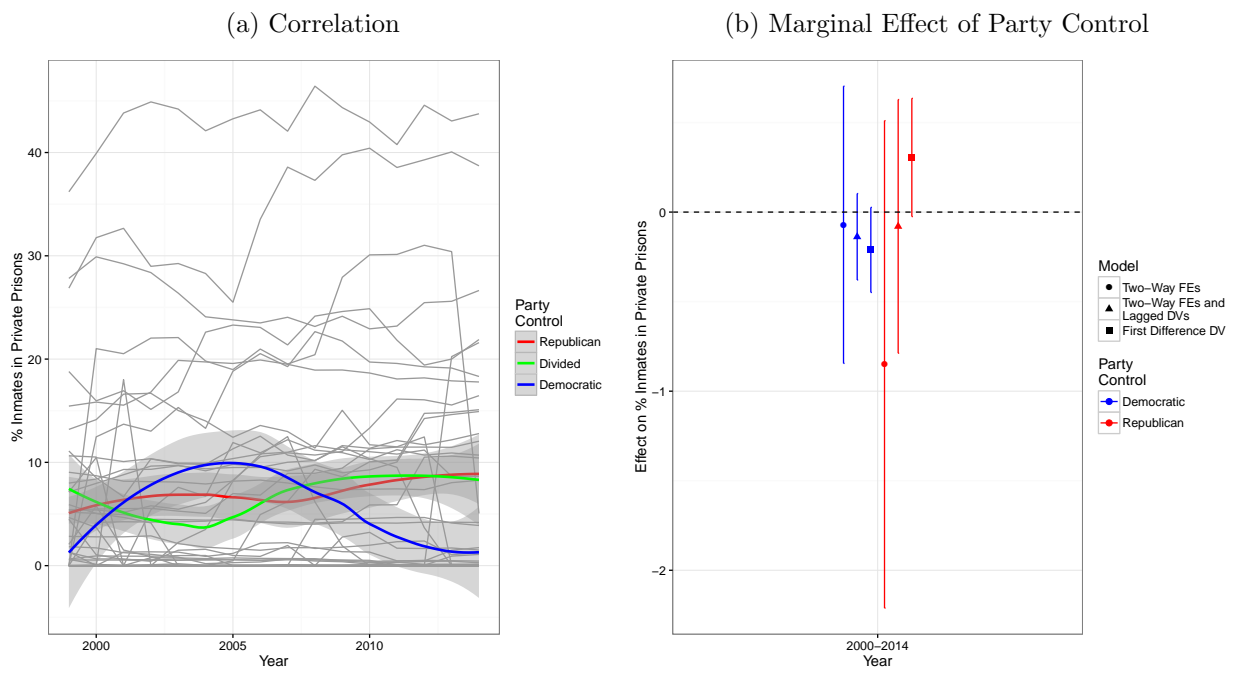 (a) Correlation
% Inmates in Private Prisons
40
30
20
10
0
2000
2005
2010
Year
Party
Control
Republican
Divided
Democratic
(b) Marginal Effect of Party Control
Effect on % Inmates in Private Prisons
0
−1
−2
2000−2014
Year
Model
Two−Way FEs
Two−Way FEs and
Lagged DVs
First Difference DV
Party
Control
Democratic
Republican